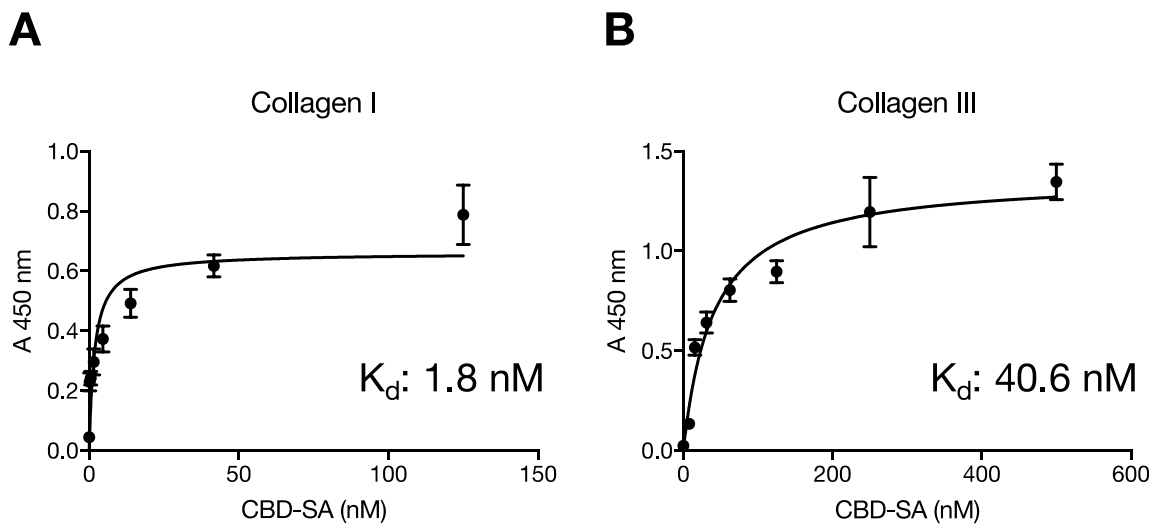 A
Collagen I
1.0
0.8
0.6
0.4
0.2
0.0
A 450 nm
0
50
100
150
CBD-SA (nM)
Kd: 1.8 nM
B
Collagen III
1.5
1.0
0.5
0.0
A 450 nm
0
200
400
600
CBD-SA (nM)
Kd: 40.6 nM